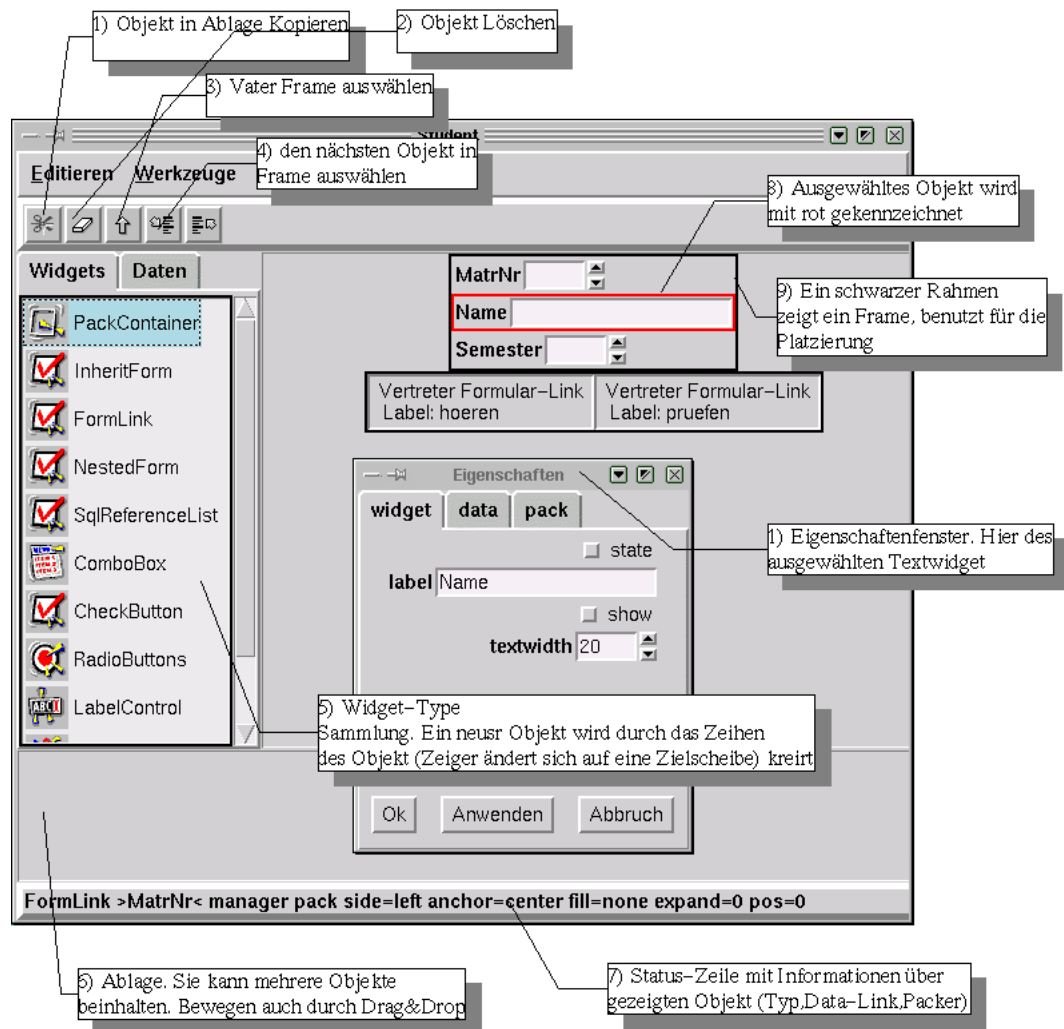 1) Objekt in Ablage Kopieren
2) Objekt Löschen
3) Vater Frame auswählen
Student
4) den nächsten Objekt in
Frame auswählen
Editieren Werkzeuge
8) Ausgewähltes Objekt wird
mit rot gekennzeichnet
Widgets Daten
MatrNr
Name
Semester
9) Ein schwarzer Rahmen
zeigt ein Frame, benutzt für die
Platzierung
PackContainer
InheritForm
FormLink
NestedForm
SqlReferenceList
ComboBox
CheckButton
RadioButtons
LabelControl
Vertreter Formular-Link
Label: hoeren
Vertreter Formular-Link
Label: pruefen
Eigenschaften
widget data pack
state
label Name
show
textwidth 20
1) Eigenschaftenfenster. Hier des
ausgewählten Textwidget
5) Widget-Type
Sammlung. Ein neusr Objekt wird durch das Zeihen
des Objekt (Zeiger ändert sich auf eine Zielscheibe) kreirt
Ok Anwenden Abbruch
FormLink >MatrNr< manager pack side=left anchor=center fill=none expand=0 pos=0
6) Ablage. Sie kann mehrere Objekte
beinhalten. Bewegen auch durch Drag&Drop
7) Status-Zeile mit Informationen über
gezeigten Objekt (Typ,Data-Link,Packer)